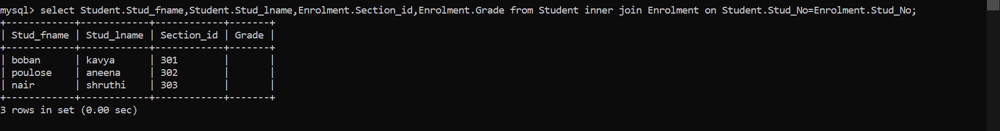 mysql> select Student.Stud_fname,Student.Stud_lname,Enrolment.Section_id,Enrolment.Grade from Student inner join Enrolment on Student.Stud_No=Enrolment.Stud_No;
+------------+------------+------------+-------+
| Stud_fname | Stud_lname | Section_id | Grade |
+------------+------------+------------+-------+
| boban      | kavya      | 301        |       |
| poulose    | aneena     | 302        |       |
| nair       | shruthi    | 303        |       |
+------------+------------+------------+-------+
3 rows in set (0.00 sec)